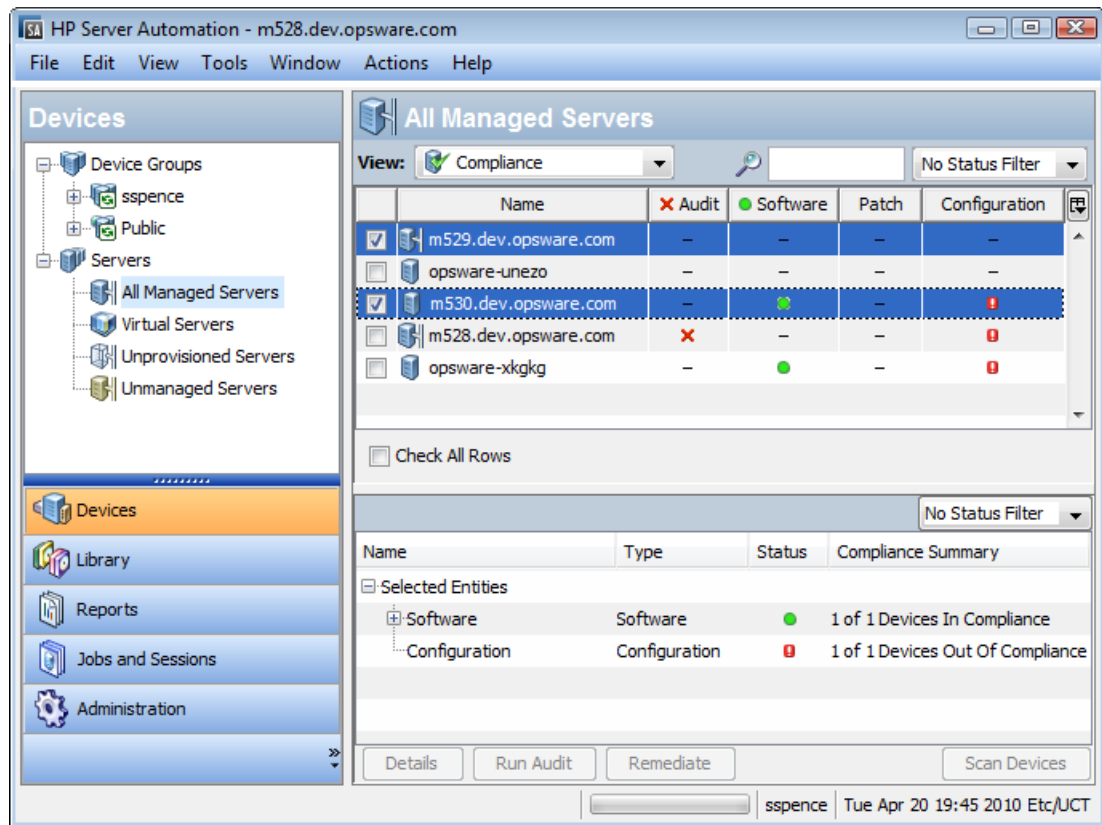 SA HP Server Automation - m528.dev.opsware.com
File Edit View Tools Window Actions Help
Devices
Device Groups
sspence
Public
Servers
All Managed Servers
Virtual Servers
Unprovisioned Servers
Unmanaged Servers
Devices
Library
Reports
Jobs and Sessions
Administration
All Managed Servers
View: Compliance No Status Filter
Name Audit Software Patch Configuration
m529.dev.opsware.com – – – –
opsware-unezo – – – –
m530.dev.opsware.com – –
m528.dev.opsware.com – –
opsware-xkgkg – –
Check All Rows
No Status Filter
Name Type Status Compliance Summary
Selected Entities
Software Software 1 of 1 Devices In Compliance
Configuration Configuration 1 of 1 Devices Out Of Compliance
Details Run Audit Remediate Scan Devices
sspence Tue Apr 20 19:45 2010 Etc/UCT